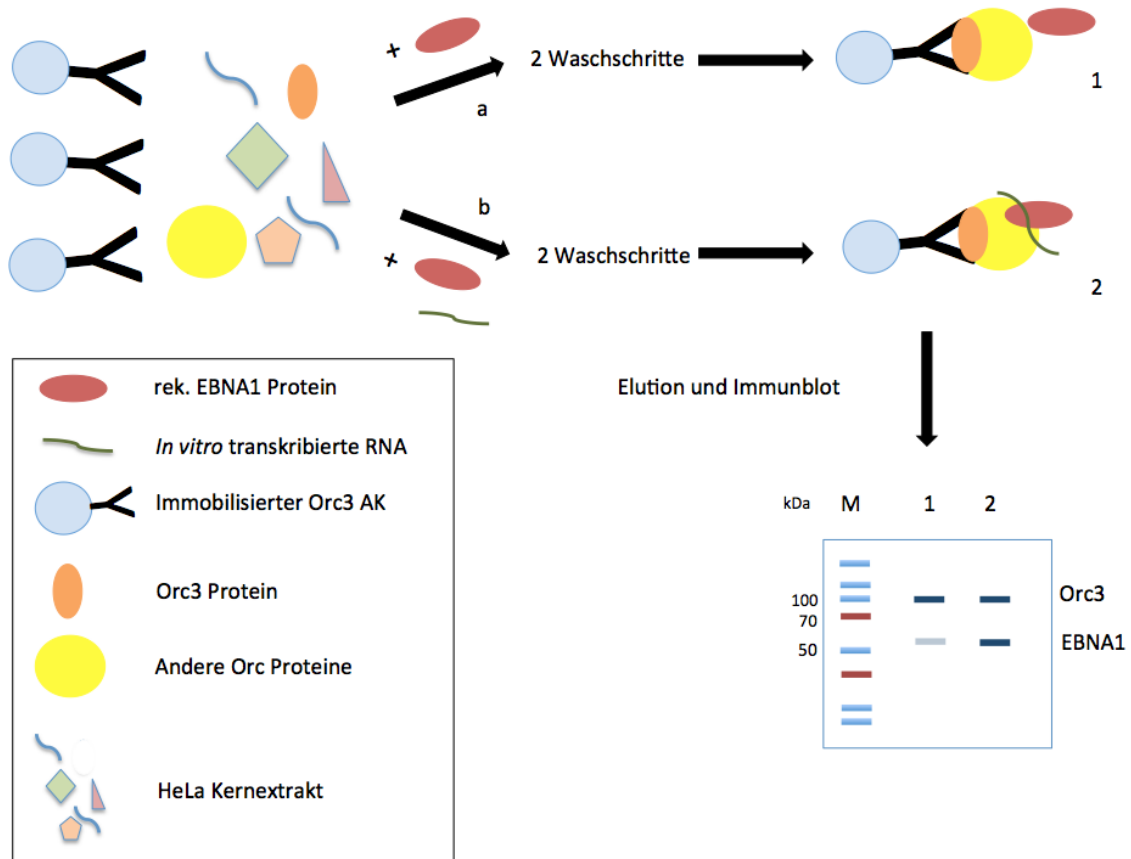 +
a
2 Waschschritte
1
b
+
2 Waschschritte
2
rek. EBNA1 Protein
In vitro transkribierte RNA
Immobilisierter Orc3 AK
Orc3 Protein
Andere Orc Proteine
HeLa Kernextrakt
Elution und Immunblot
kDa M 1 2
100
70
50
Orc3
EBNA1